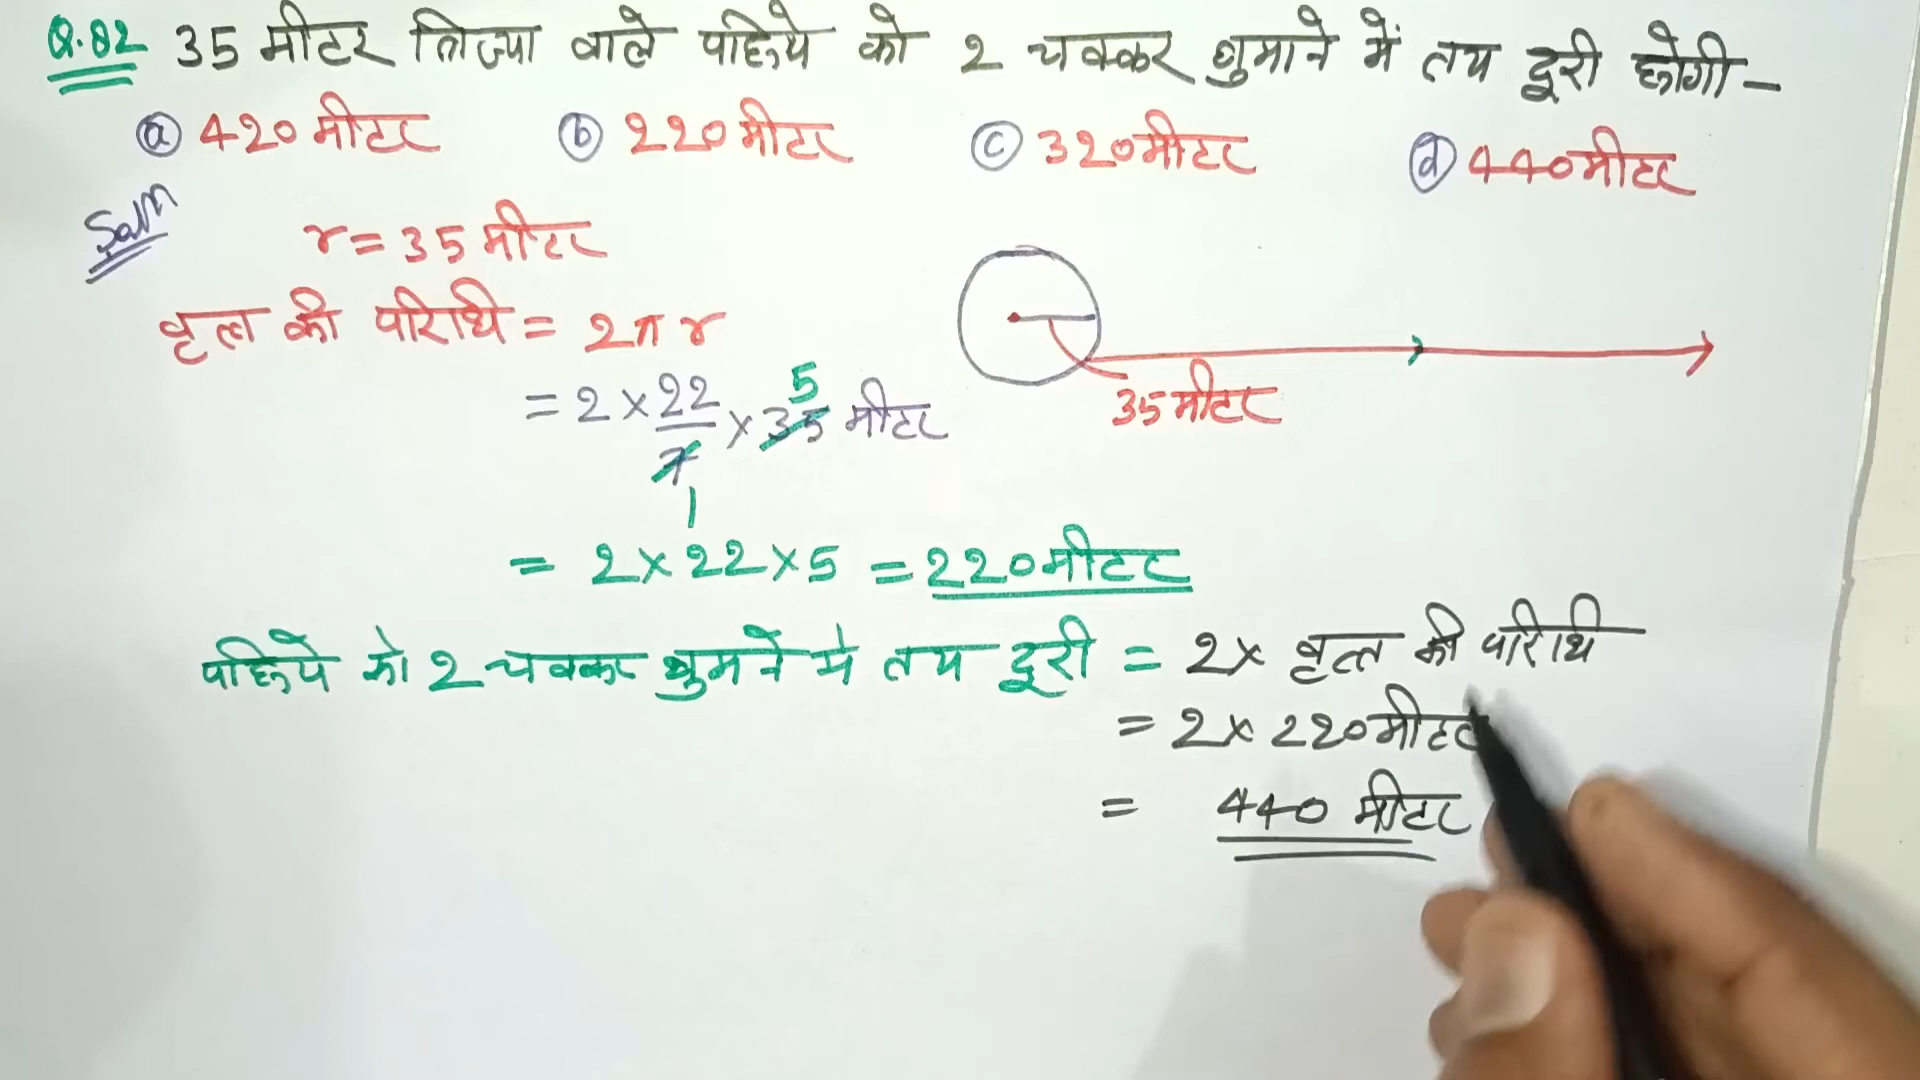 Q.82 35 मीटर त्रिज्या वाले पहिये को 2 चक्कर घुमाने में तय दूरी होगी-
(a) 420 मीटर (b) 220 मीटर (c) 320 मीटर (d) 440 मीटर
Soln
r = 35 मीटर
वृत्त की परिधि = 2πr
= 2 × 22/7 × 35 मीटर
5
1
35 मीटर
= 2 × 22 × 5 = 220 मीटर
पहिये को 2 चक्कर घुमने मे तय दूरी = 2 × वृत्त की परिधि
= 2 × 220 मीटर
= 440 मीटर